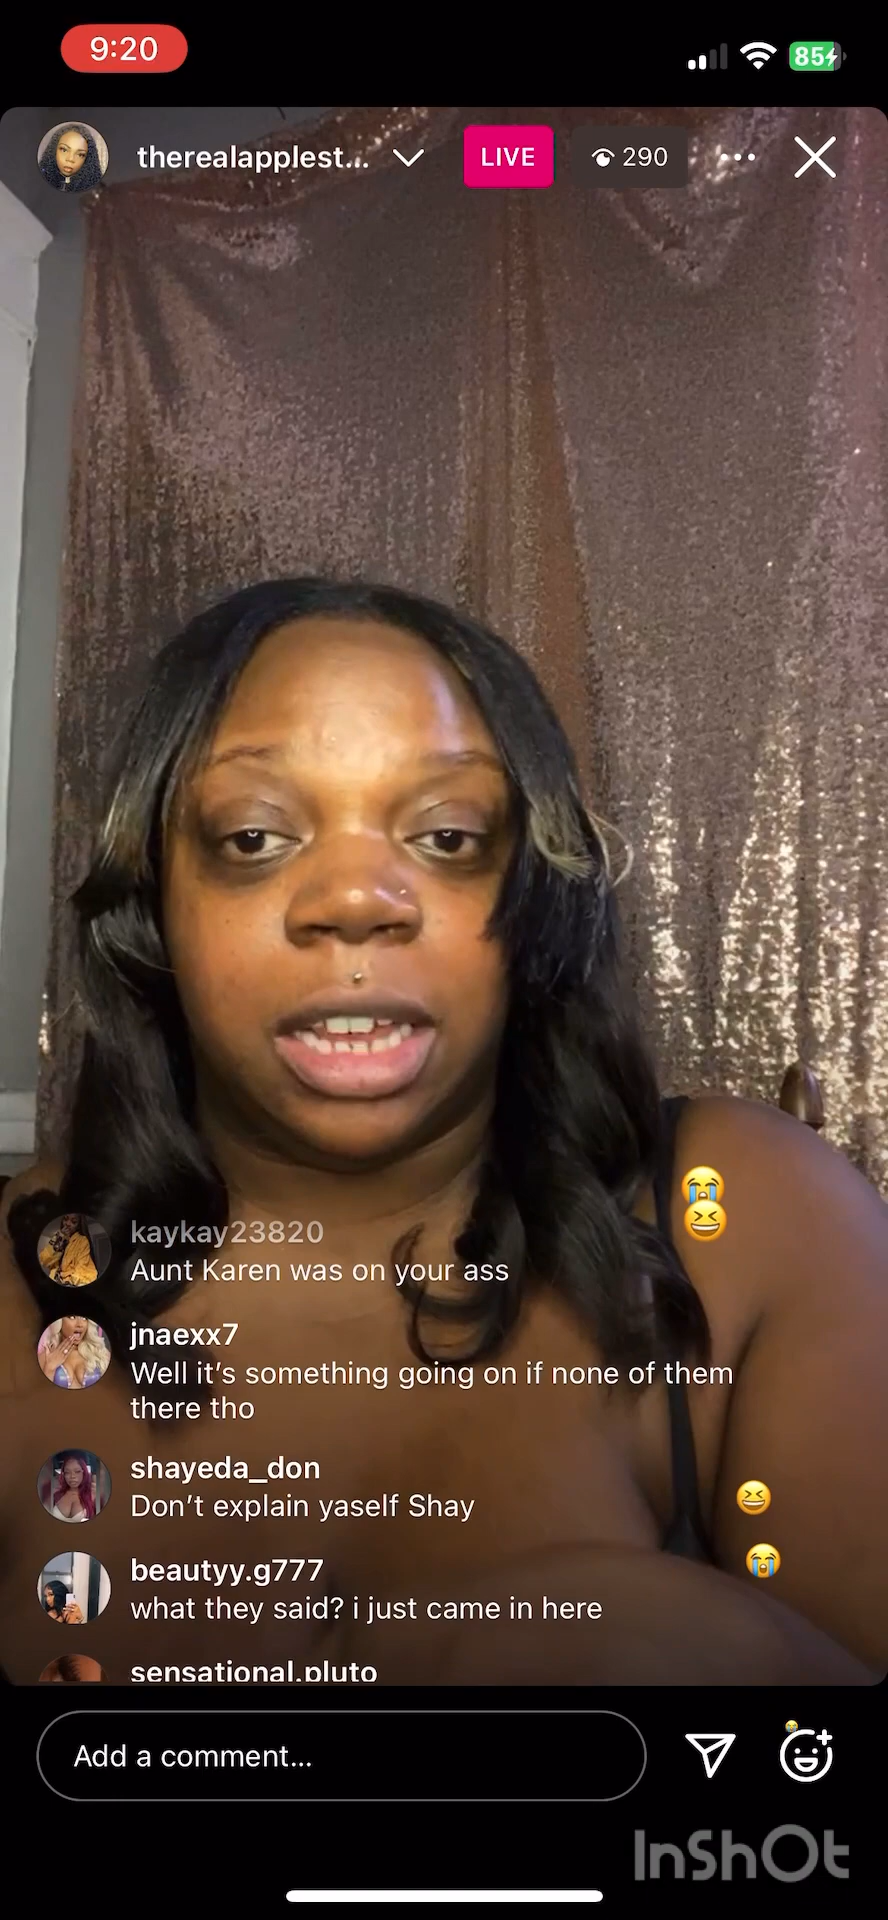 9:20
85
therealapplest...
LIVE
290
kaykay23820
Aunt Karen was on your ass
jnaexx7
Well it's something going on if none of them
there tho
shayeda_don
Don't explain yaself Shay
beautyy.g777
what they said? i just came in here
sensational.pluto
Add a comment...
InShOt